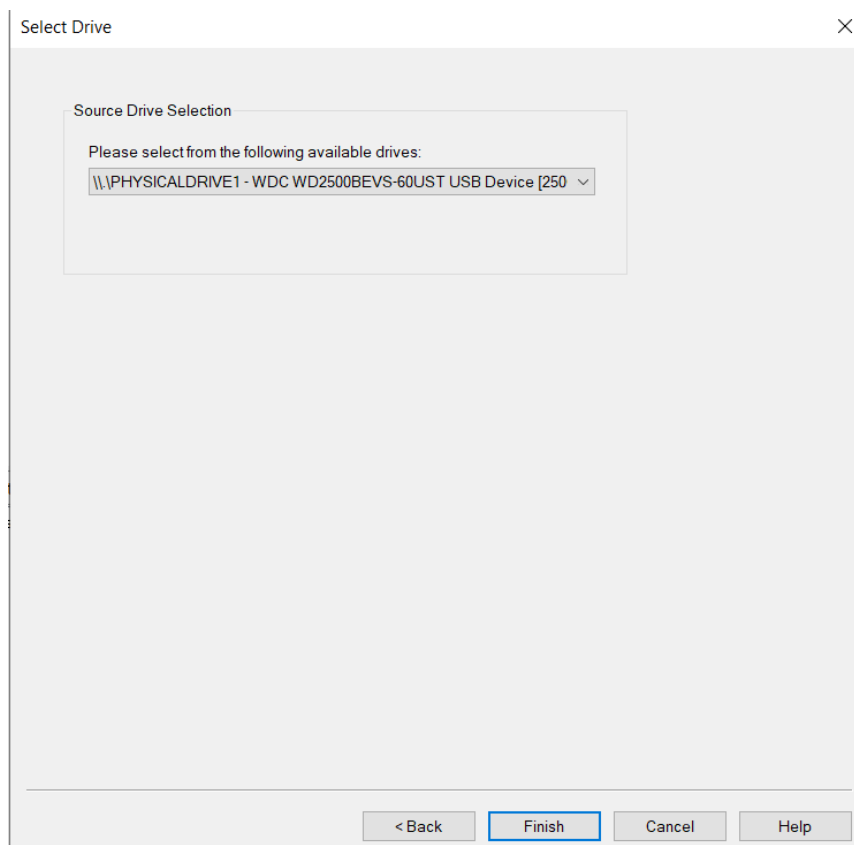 Select Drive
Source Drive Selection
Please select from the following available drives:
\\.\PHYSICALDRIVE1 - WDC WD2500BEVS-60UST USB Device [250
< Back
Finish
Cancel
Help